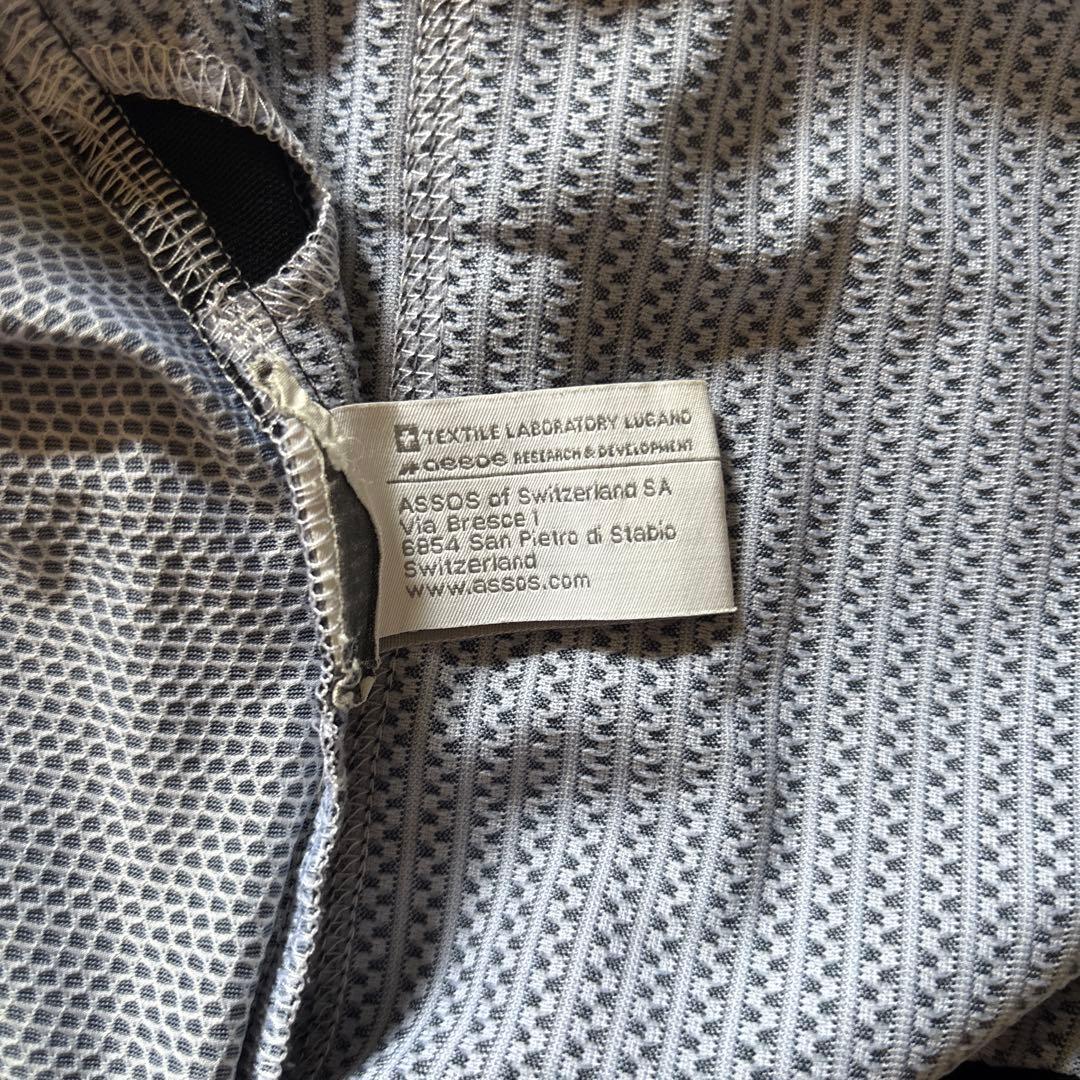 TEXTILE LABORATORY LUGANO
assos RESEARCH & DEVELOPMENT
ASSOS of Switzerland SA
Via Bresce 1
6854 San Pietro di Stabio
Switzerland
www.assos.com